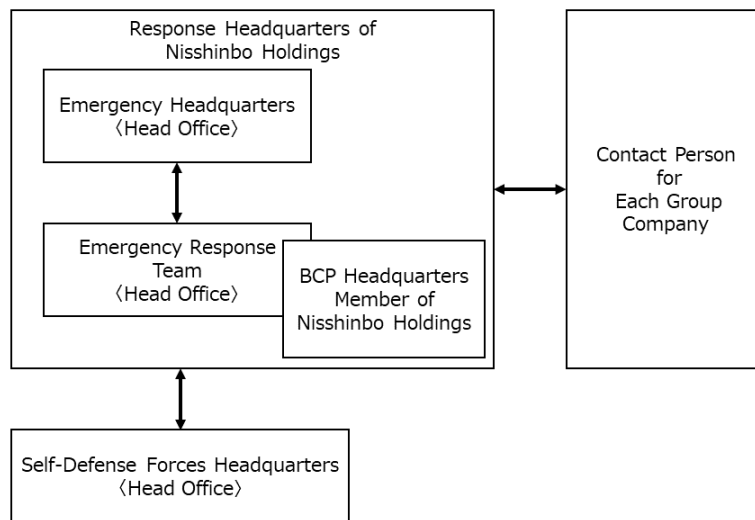 Response Headquarters of
Nisshinbo Holdings
Emergency Headquarters
〈Head Office〉
Emergency Response
Team
〈Head Office〉
BCP Headquarters
Member of
Nisshinbo Holdings
Contact Person
for
Each Group
Company
Self-Defense Forces Headquarters
〈Head Office〉